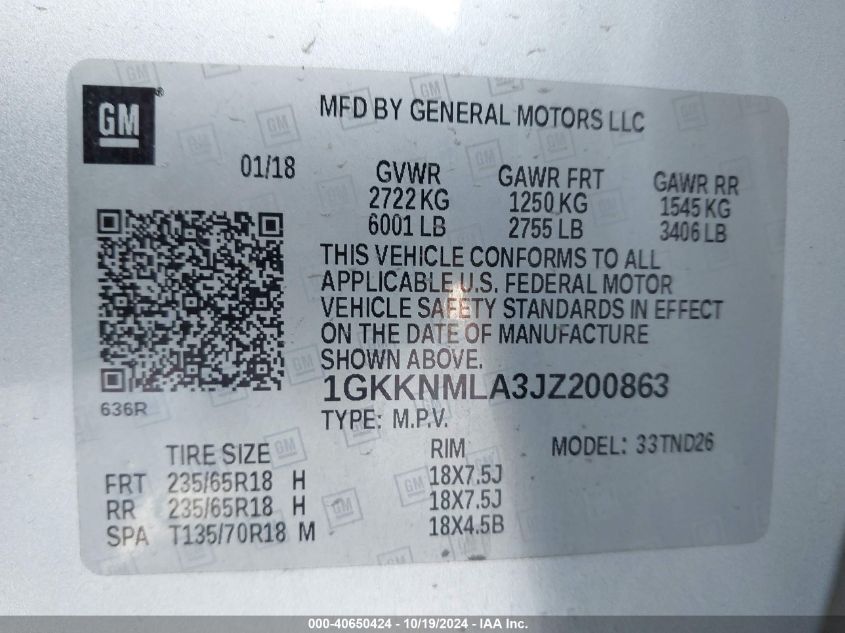 GM ®
MFD BY GENERAL MOTORS LLC
01/18 GVWR GAWR FRT GAWR RR
2722 KG 1250 KG 1545 KG
6001 LB 2755 LB 3406 LB
THIS VEHICLE CONFORMS TO ALL
APPLICABLE U.S. FEDERAL MOTOR
VEHICLE SAFETY STANDARDS IN EFFECT
ON THE DATE OF MANUFACTURE
SHOWN ABOVE.
1GKKNMLA3JZ200863
636R
TYPE: M.P.V.
TIRE SIZE RIM MODEL: 33TND26
FRT 235/65R18 H 18X7.5J
RR 235/65R18 H 18X7.5J
SPA T135/70R18 M 18X4.5B
000-40650424 - 10/19/2024 - IAA Inc.